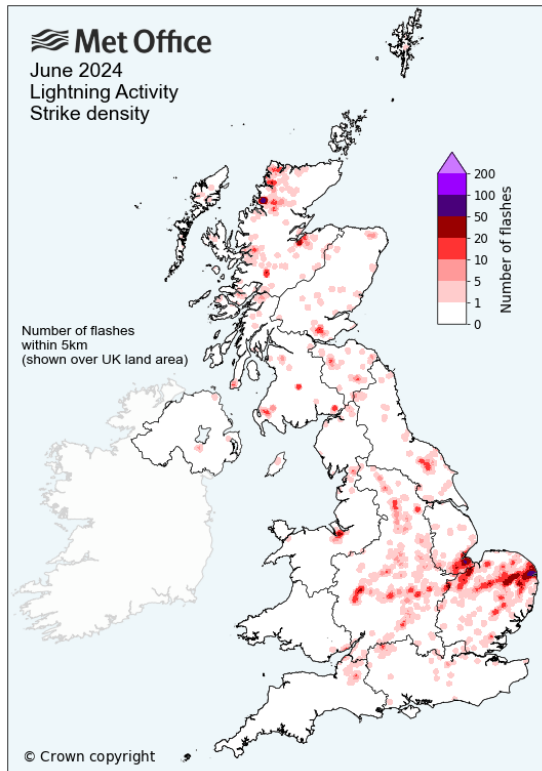 Met Office
June 2024
Lightning Activity
Strike density
200
100
50
20
10
5
1
0
Number of flashes
Number of flashes
within 5km
(shown over UK land area)
© Crown copyright